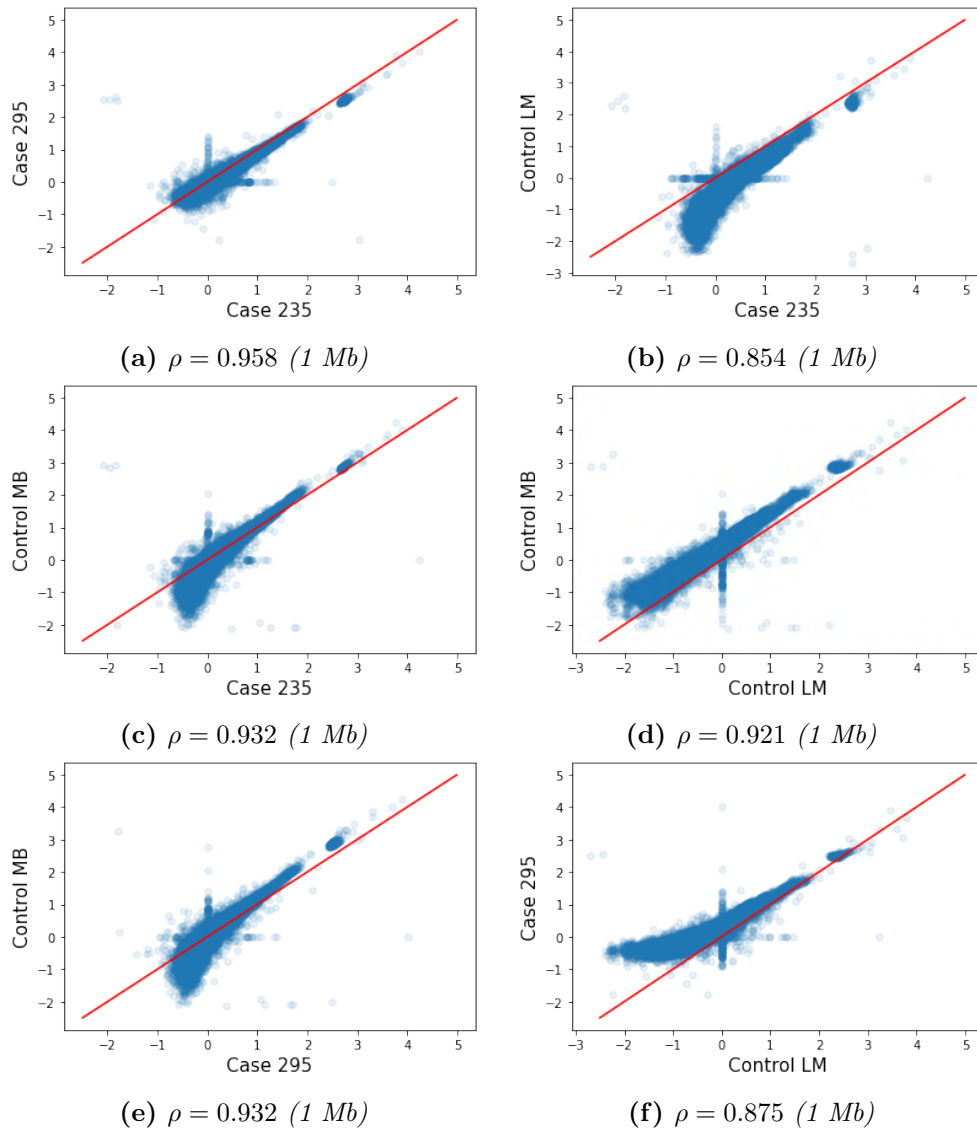 5
4
3
2
1
0
−1
−2
Case 295
−2 −1 0 1 2 3 4 5
Case 235
(a) ρ = 0.958 (1 Mb)
5
4
3
2
1
0
−1
−2
−3
Control LM
−2 −1 0 1 2 3 4 5
Case 235
(b) ρ = 0.854 (1 Mb)
5
4
3
2
1
0
−1
−2
Control MB
−2 −1 0 1 2 3 4 5
Case 235
(c) ρ = 0.932 (1 Mb)
5
4
3
2
1
0
−1
−2
Control MB
−3 −2 −1 0 1 2 3 4 5
Control LM
(d) ρ = 0.921 (1 Mb)
5
4
3
2
1
0
−1
−2
Control MB
−2 −1 0 1 2 3 4 5
Case 295
(e) ρ = 0.932 (1 Mb)
5
4
3
2
1
0
−1
−2
Case 295
−3 −2 −1 0 1 2 3 4 5
Control LM
(f) ρ = 0.875 (1 Mb)